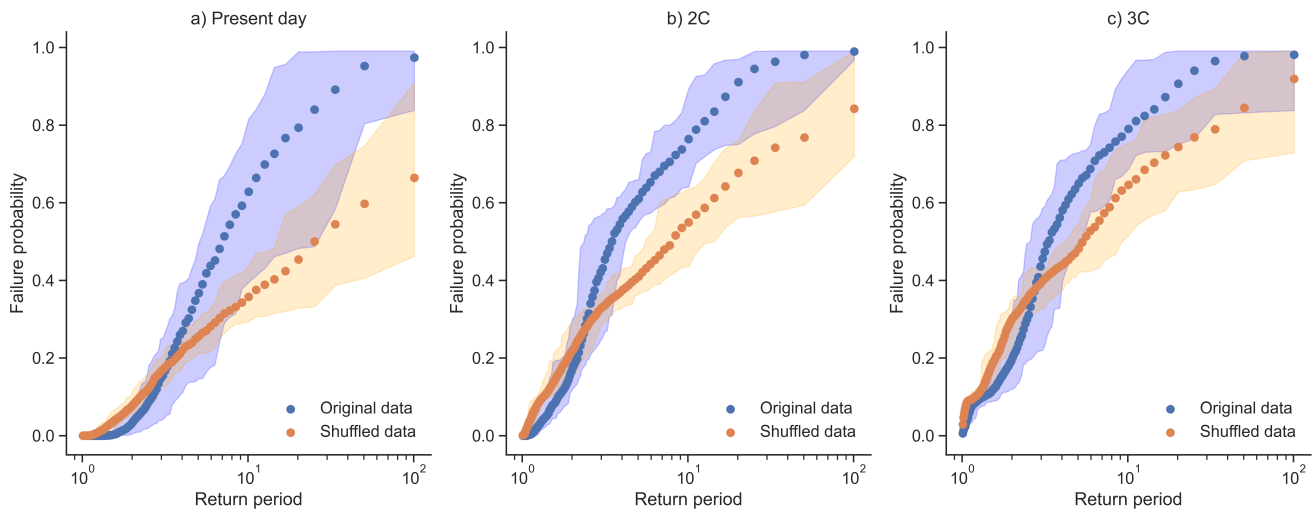 a) Present day
1.0
0.8
0.6
0.4
0.2
0.0
Failure probability
10^0
10^1
10^2
Return period
Original data
Shuffled data
b) 2C
1.0
0.8
0.6
0.4
0.2
0.0
Failure probability
10^0
10^1
10^2
Return period
Original data
Shuffled data
c) 3C
1.0
0.8
0.6
0.4
0.2
0.0
Failure probability
10^0
10^1
10^2
Return period
Original data
Shuffled data